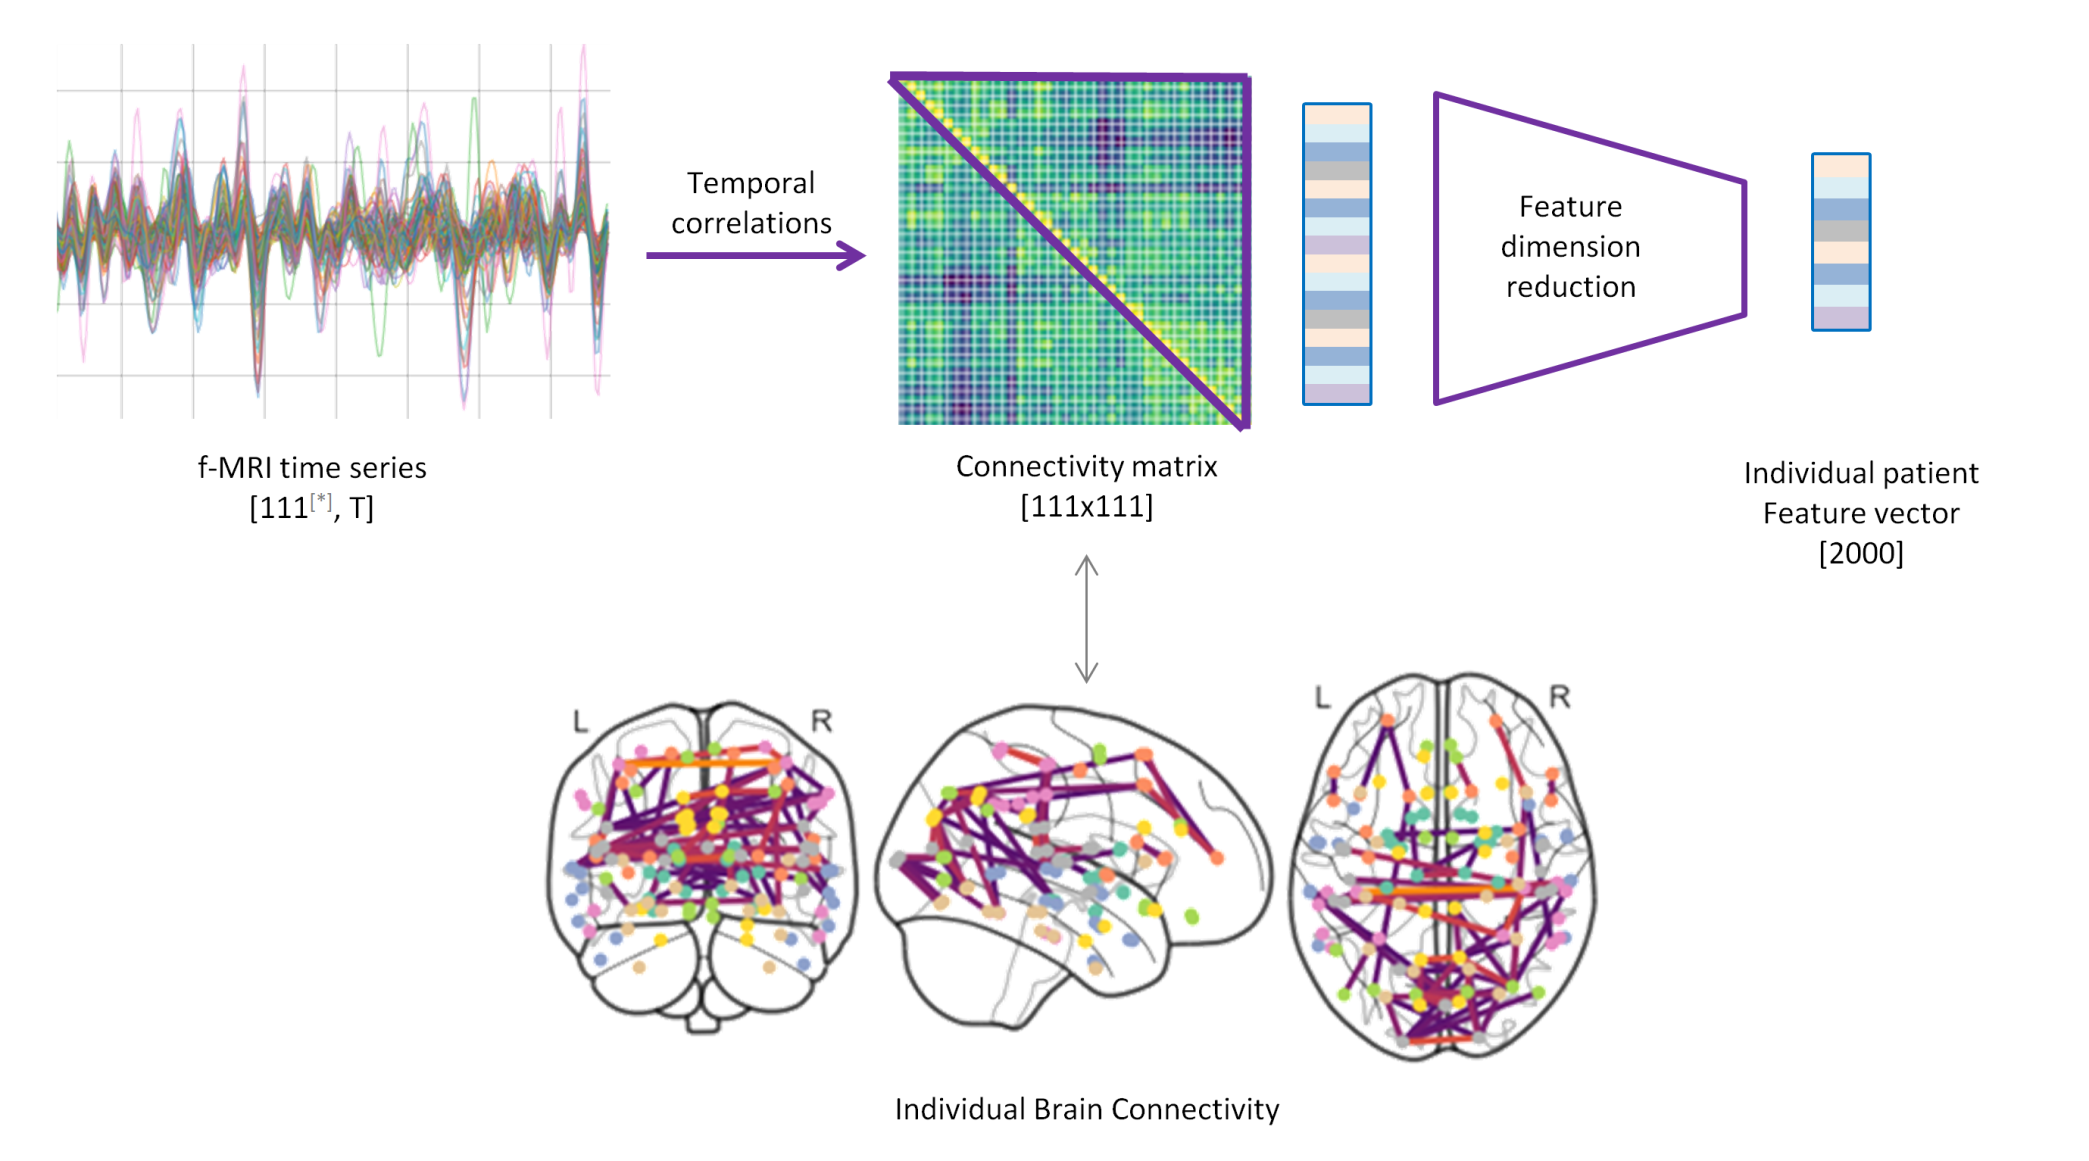 Temporal
correlations
Feature
dimension
reduction
f-MRI time series
[111[*], T]
Connectivity matrix
[111x111]
Individual patient
Feature vector
[2000]
L
R
L
R
Individual Brain Connectivity